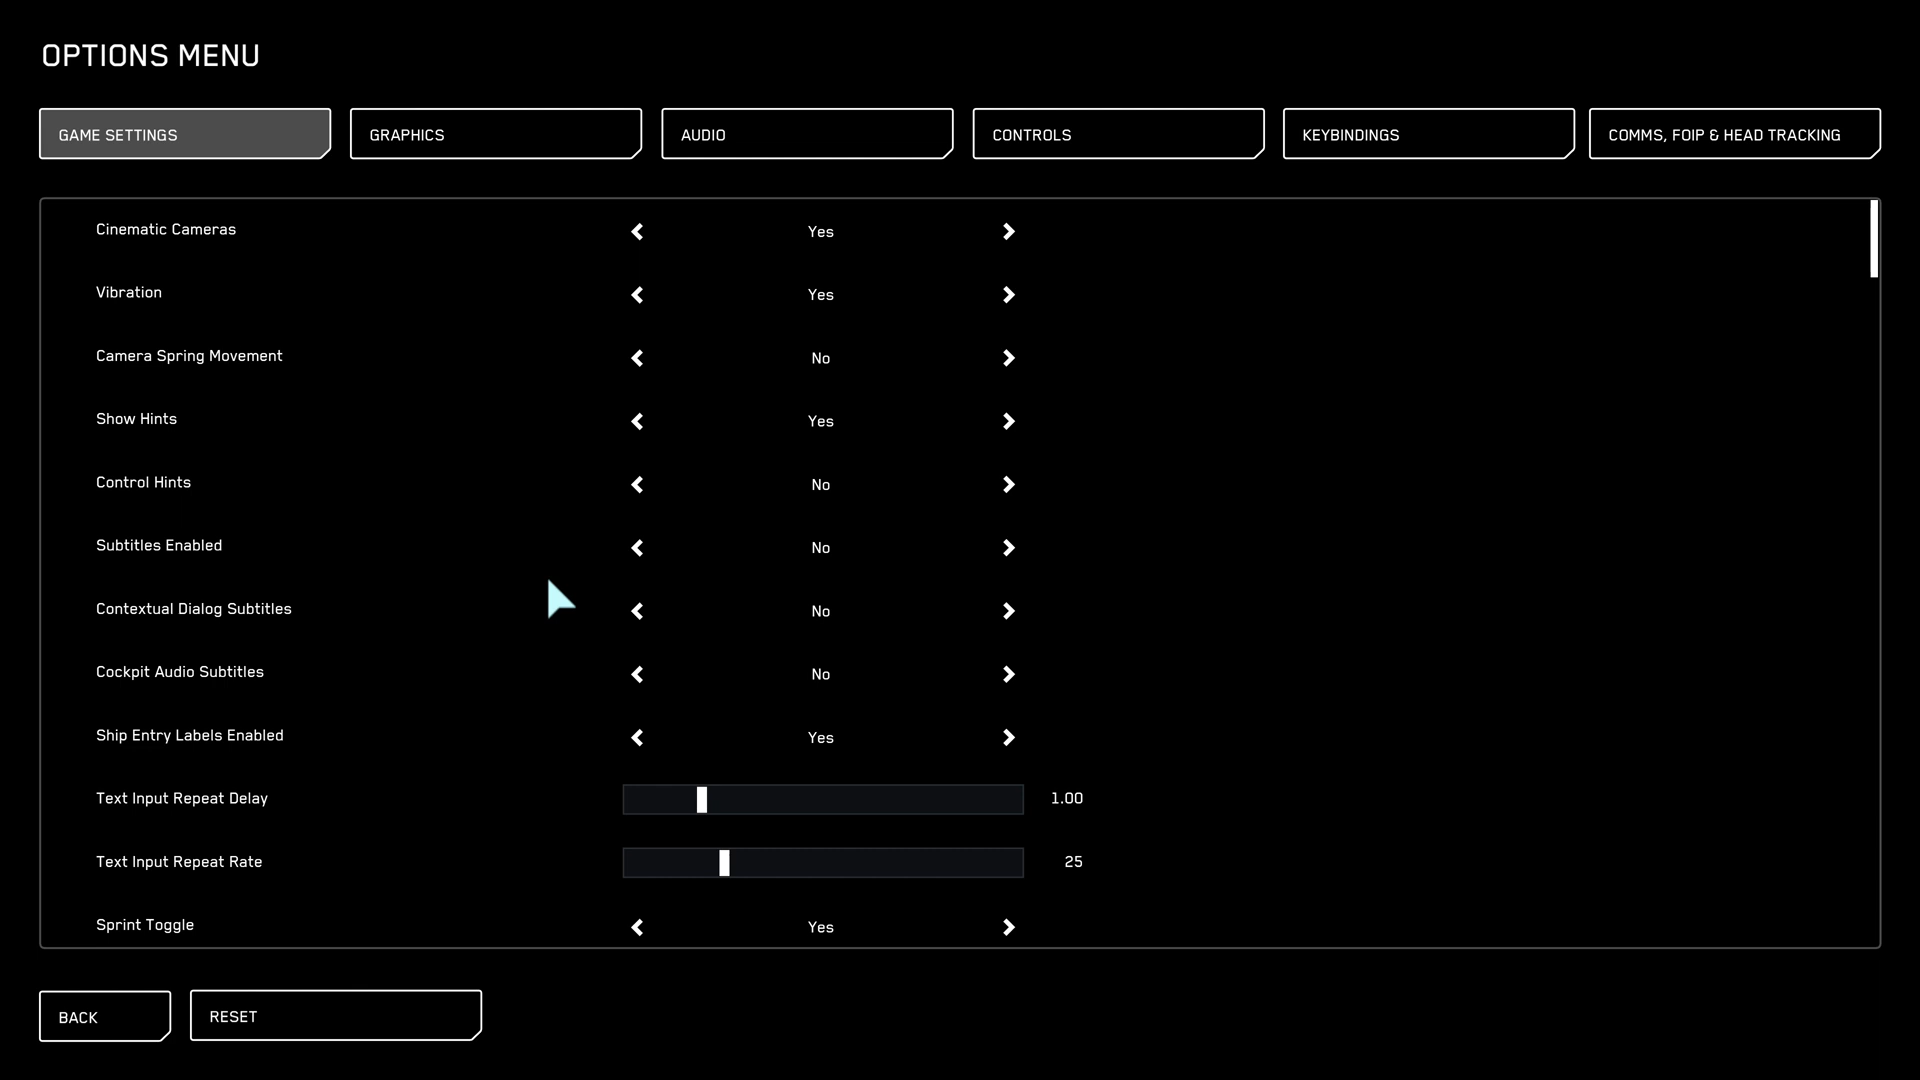 OPTIONS MENU
GAME SETTINGS
GRAPHICS
AUDIO
CONTROLS
KEYBINDINGS
COMMS, FOIP & HEAD TRACKING
Cinematic Cameras Yes
Vibration Yes
Camera Spring Movement No
Show Hints Yes
Control Hints No
Subtitles Enabled No
Contextual Dialog Subtitles No
Cockpit Audio Subtitles No
Ship Entry Labels Enabled Yes
Text Input Repeat Delay 1.00
Text Input Repeat Rate 25
Sprint Toggle Yes
BACK
RESET